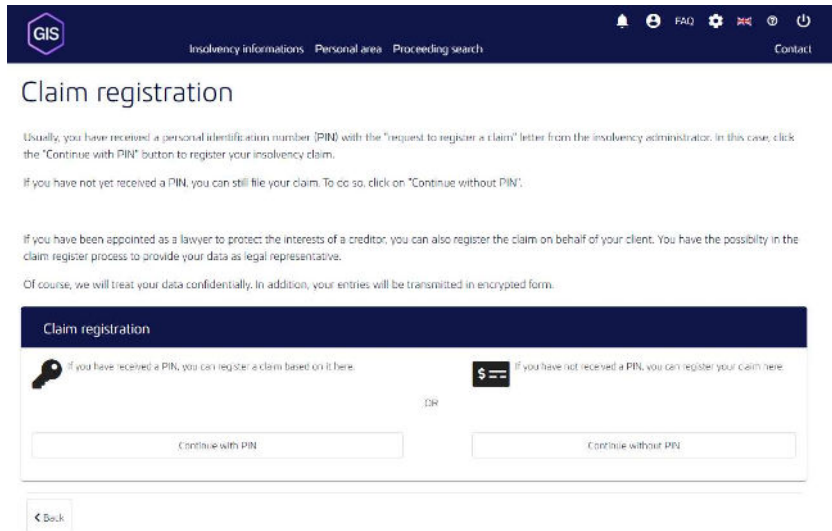 GIS
FAQ
Insolvency informations Personal area Proceeding search
Contact
Claim registration
Usually, you have received a personal identification number (PIN) with the "request to register a claim" letter from the insolvency administrator. In this case, click
the "Continue with PIN" button to register your insolvency claim.
If you have not yet received a PIN, you can still file your claim. To do so, click on "Continue without PIN".
If you have been appointed as a lawyer to protect the interests of a creditor, you can also register the claim on behalf of your client. You have the possibilty in the
claim register process to provide your data as legal representative.
Of course, we will treat your data confidentially. In addition, your entries will be transmitted in encrypted form.
Claim registration
If you have received a PIN, you can register a claim based on it here.
If you have not received a PIN, you can register your claim here.
OR
Continue with PIN
Continue without PIN
Back